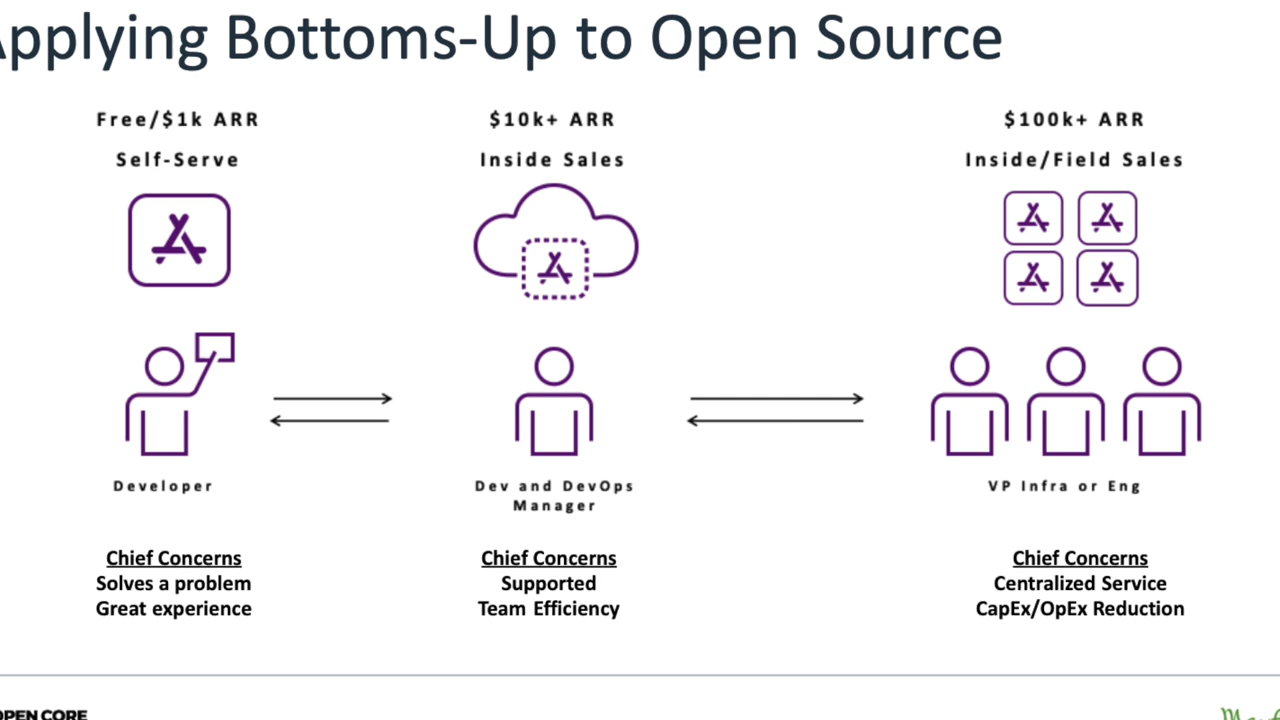 Applying Bottoms-Up to Open Source
Free/$1k ARR
Self-Serve
Developer
Chief Concerns
Solves a problem
Great experience
$10k+ ARR
Inside Sales
Dev and DevOps
Manager
Chief Concerns
Supported
Team Efficiency
$100k+ ARR
Inside/Field Sales
VP Infra or Eng
Chief Concerns
Centralized Service
CapEx/OpEx Reduction
OPEN CORE